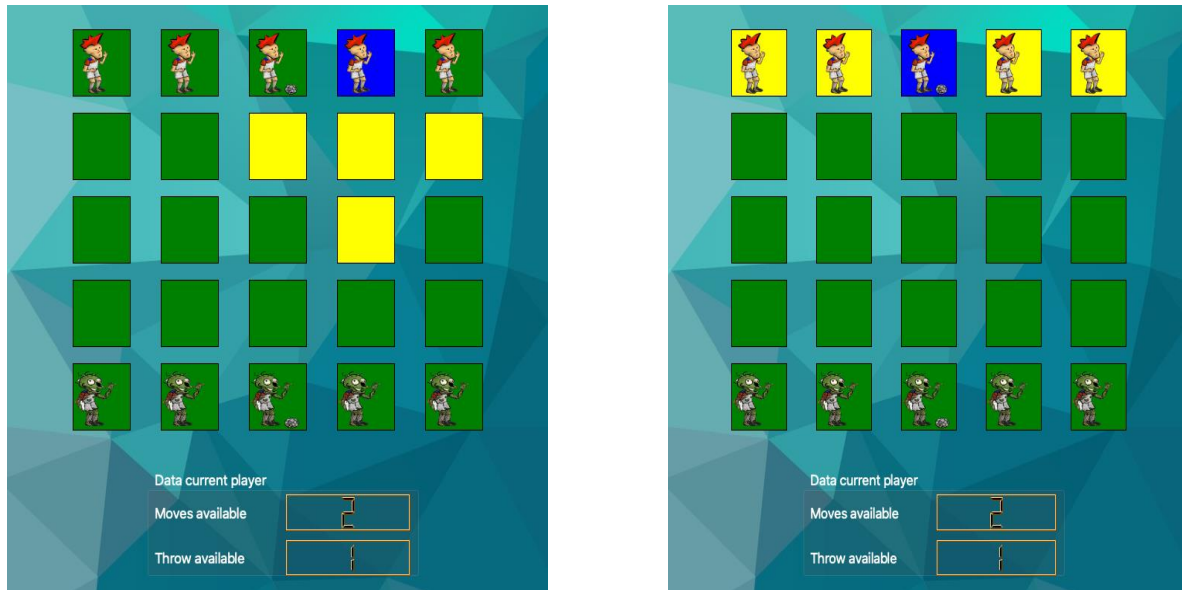 Data current player
Moves available 2
Throw available 1
Data current player
Moves available 2
Throw available 1